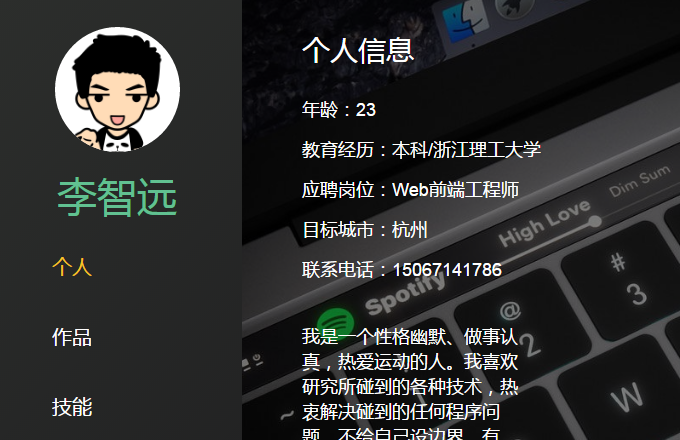 李智远
个人
作品
技能
个人信息
年龄：23
教育经历：本科/浙江理工大学
应聘岗位：Web前端工程师
目标城市：杭州
联系电话：15067141786
我是一个性格幽默、做事认
真，热爱运动的人。我喜欢
研究所碰到的各种技术，热
衷解决碰到的任何程序问
题，不给自己设边界，有
Dim Sum
High Love
Spotify
@
2
#
3
W
~